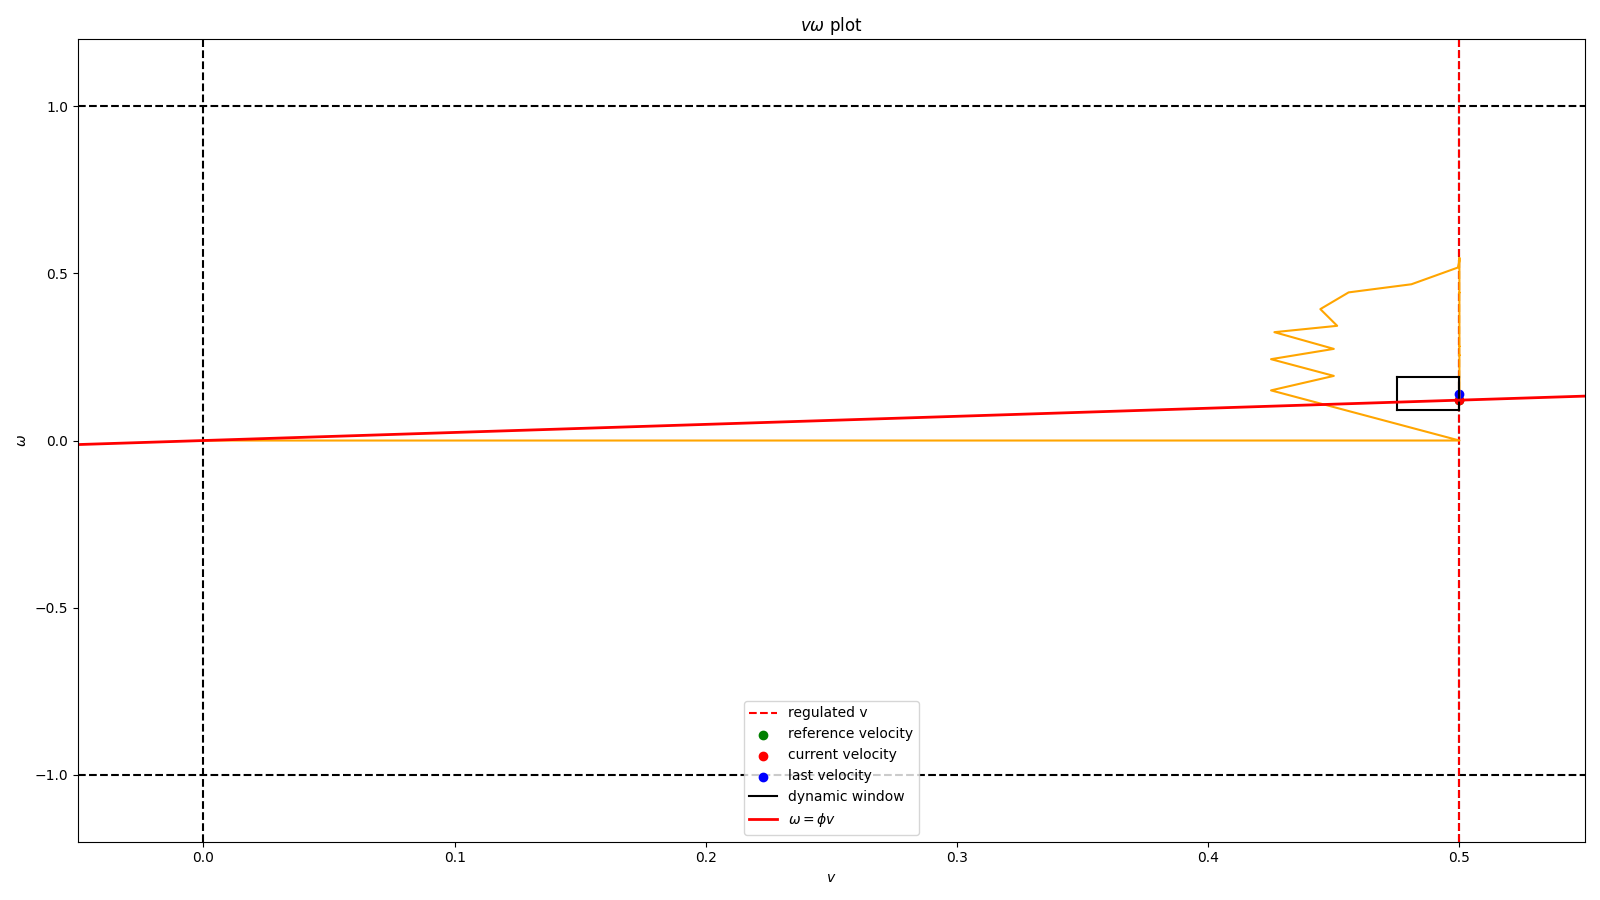 vω plot
1.0
0.5
0.0
−0.5
−1.0
ω
regulated v
reference velocity
current velocity
last velocity
dynamic window
ω = ϕv
0.0 0.1 0.2 0.3 0.4 0.5
v